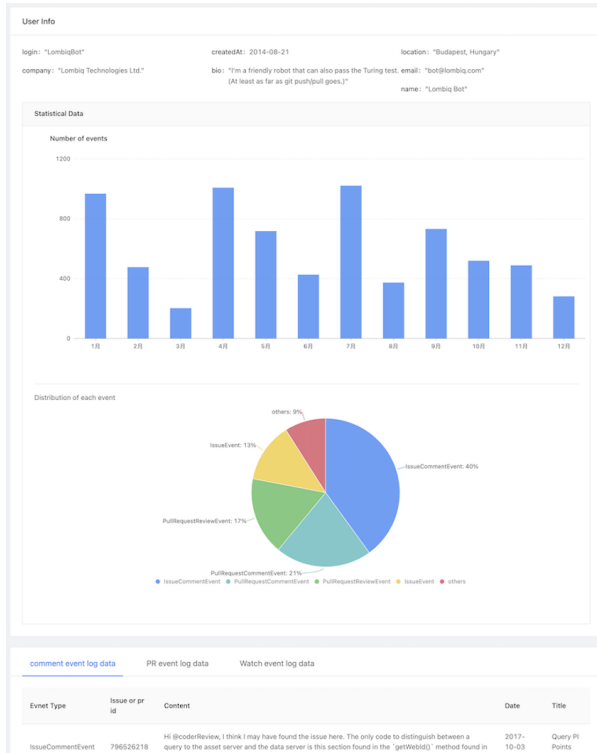 User Info
login: "LombiqBot" createdAt: 2014-08-21 location: "Budapest, Hungary"
company: "Lombiq Technologies Ltd." bio: "I'm a friendly robot that can also pass the Turing test. email: "bot@lombiq.com"
(At least as far as git push/pull goes.)"
name: "Lombiq Bot"
Statistical Data
Number of events
1200
800
400
0
1月 2月 3月 4月 5月 6月 7月 8月 9月 10月 11月 12月
Distribution of each event
others: 9%
IssueEvent: 13%
IssueCommentEvent: 40%
PullRequestReviewEvent: 17%
PullRequestCommentEvent: 21%
IssueCommentEvent PullRequestCommentEvent PullRequestReviewEvent IssueEvent others
comment event log data PR event log data Watch event log data
Evnet Type Issue or pr id Content Date Title
Hi @coderReview, I think I may have found the issue here. The only code to distinguish between a 2017- Query PI
IssueCommentEvent 796526218 query to the asset server and the data server is this section found in the `getWebId()` method found in 10-03 Points